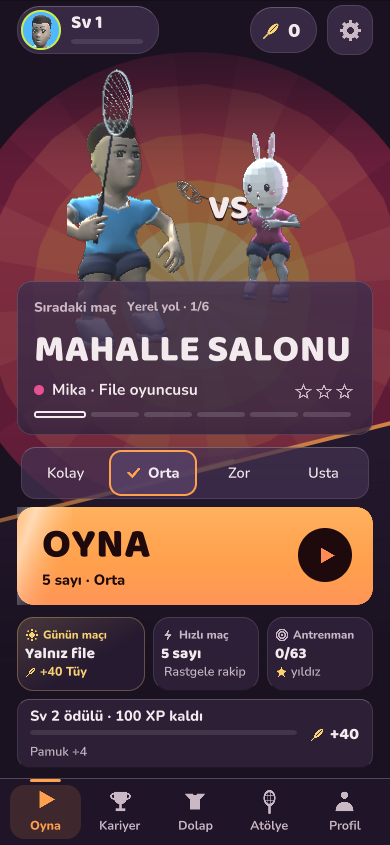 Sv 1
0
VS
Sıradaki maç Yerel yol · 1/6
MAHALLE SALONU
Mika · File oyuncusu
Kolay
Orta
Zor
Usta
OYNA
5 sayı · Orta
Günün maçı
Yalnız file
+40 Tüy
Hızlı maç
5 sayı
Rastgele rakip
Antrenman
0/63
yıldız
Sv 2 ödülü · 100 XP kaldı
+40
Pamuk +4
Oyna
Kariyer
Dolap
Atölye
Profil